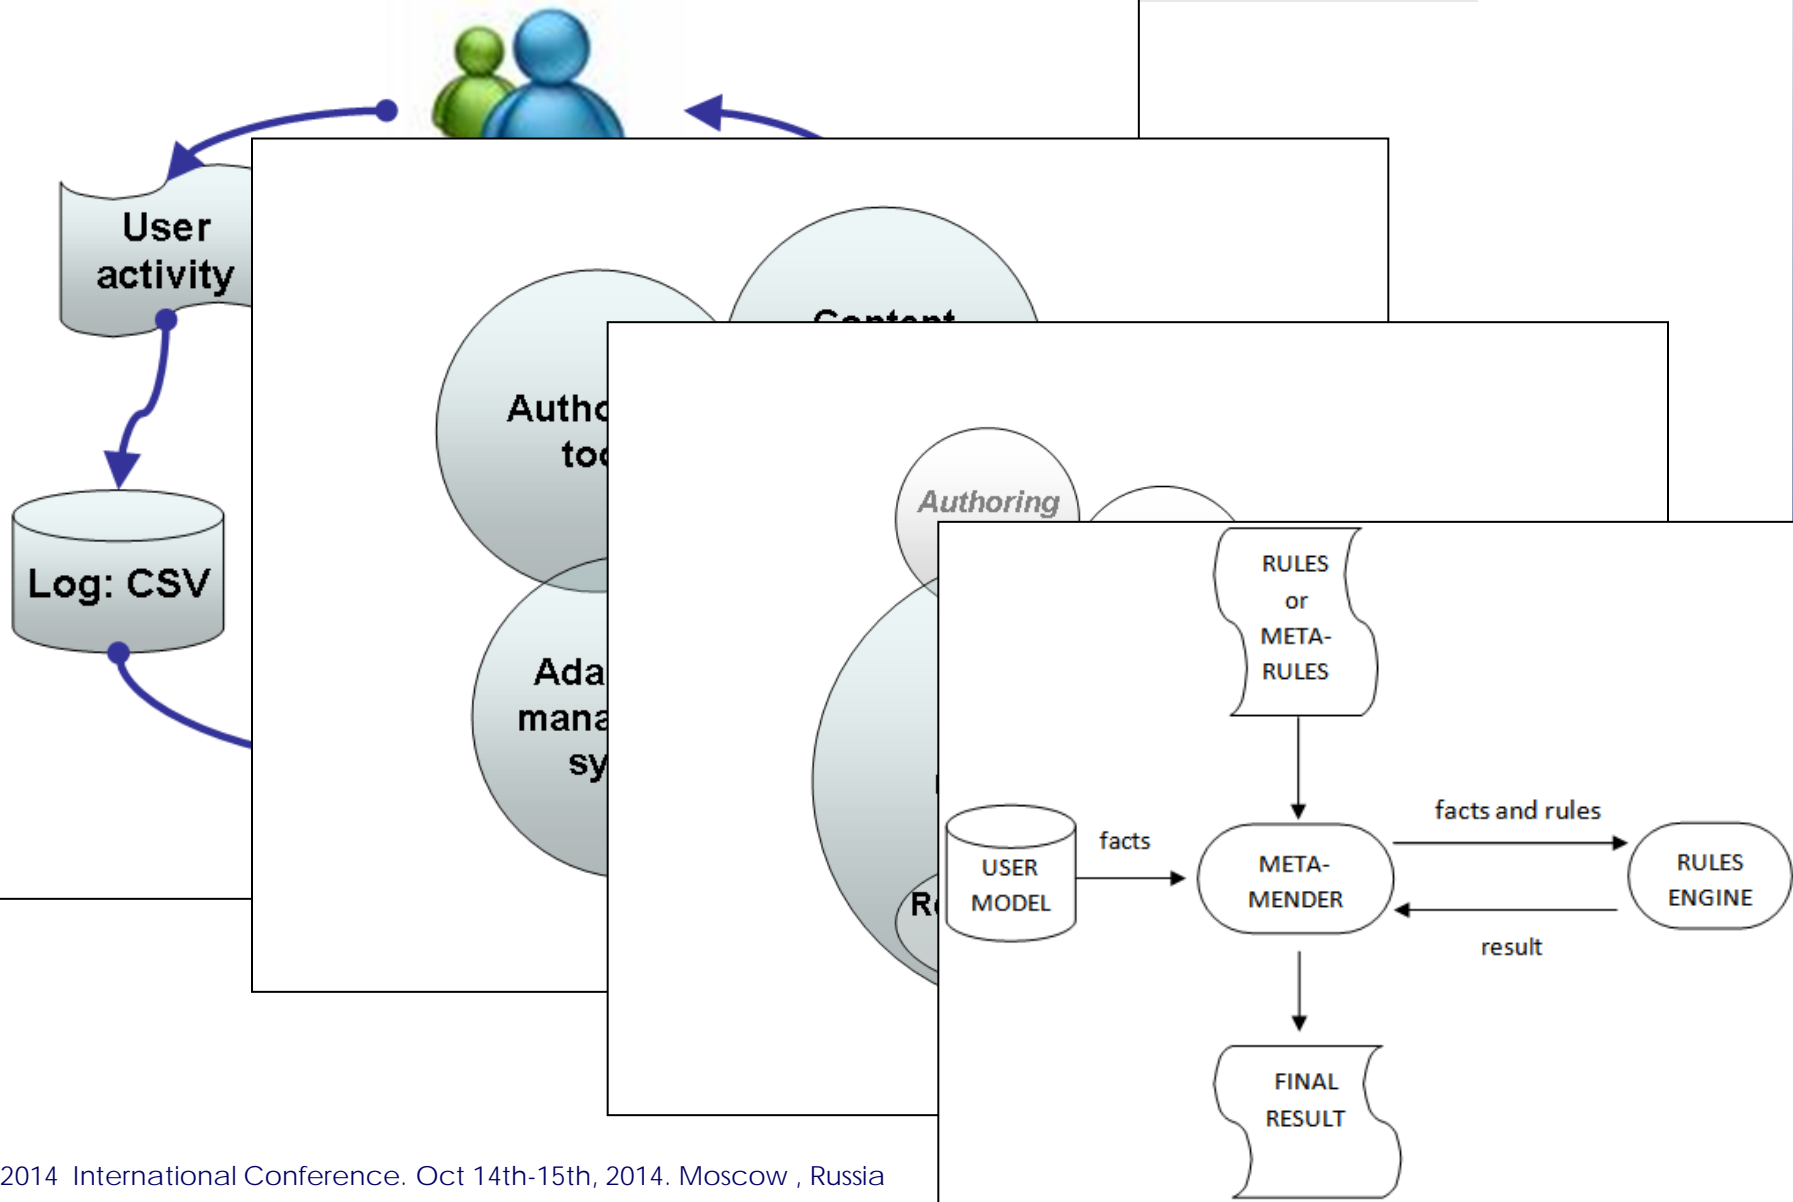 User
activity
Log: CSV
Content
Authoring
RULES
or
META-
RULES
facts and rules
facts
USER
MODEL
META-
MENDER
RULES
ENGINE
result
FINAL
RESULT
2014 International Conference. Oct 14th-15th, 2014. Moscow , Russia